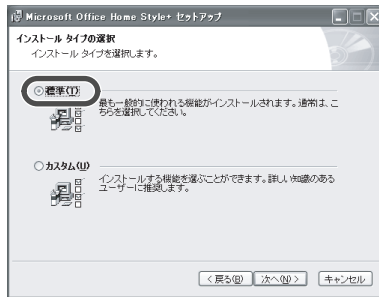 Microsoft Office Home Style+ セットアップ
インストール タイプの選択
インストール タイプを選択します。
標準(T)
最も一般的に使われる機能がインストールされます。通常は、こ
ちらを選択してください。
カスタム(U)
インストールする機能を選ぶことができます。詳しい知識のある
ユーザーに推奨します。
< 戻る(B)
次へ(N) >
キャンセル